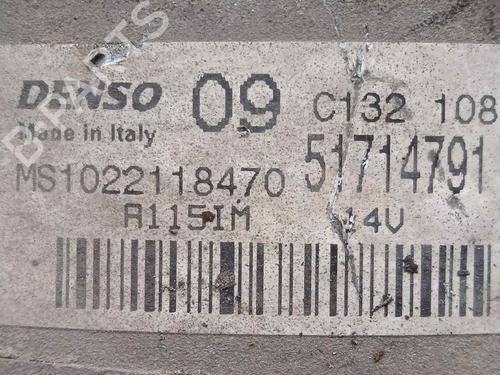 DENSO 09 C132 108
Made in Italy
MS1022118470 51714791
A115IM 14V